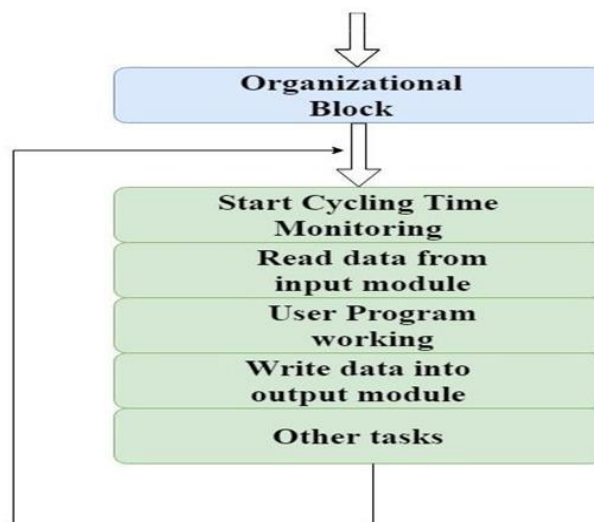 Organizational
Block
Start Cycling Time
Monitoring
Read data from
input module
User Program
working
Write data into
output module
Other tasks